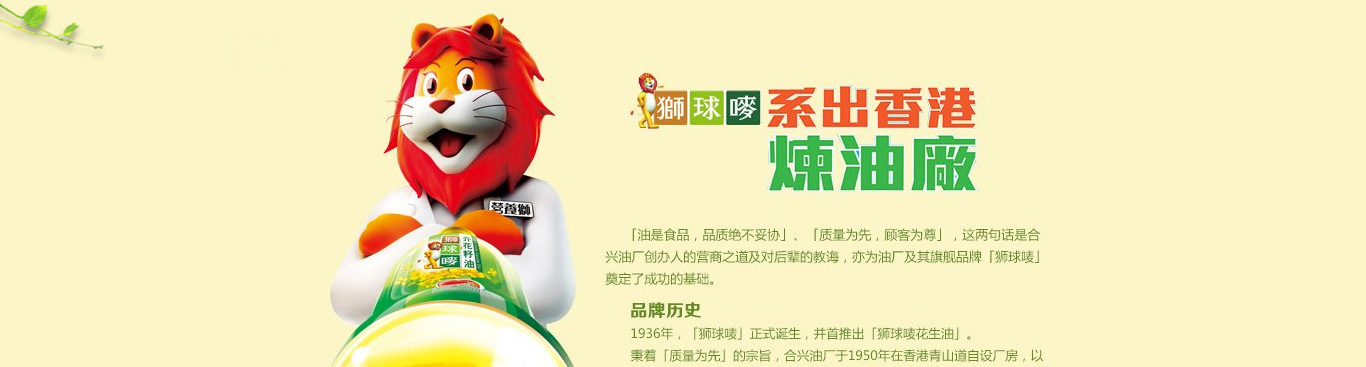 獅球嘜系出香港
煉油廠
營養獅
獅球嘜
芥花籽油
「油是食品，品质绝不妥协」、「质量为先，顾客为尊」，这两句话是合
兴油厂创办人的营商之道及对后辈的教诲，亦为油厂及其旗舰品牌「狮球唛」
奠定了成功的基础。
品牌历史
1936年，「狮球唛」正式诞生，并首推出「狮球唛花生油」。
秉着「质量为先」的宗旨，合兴油厂于1950年在香港青山道自设厂房，以